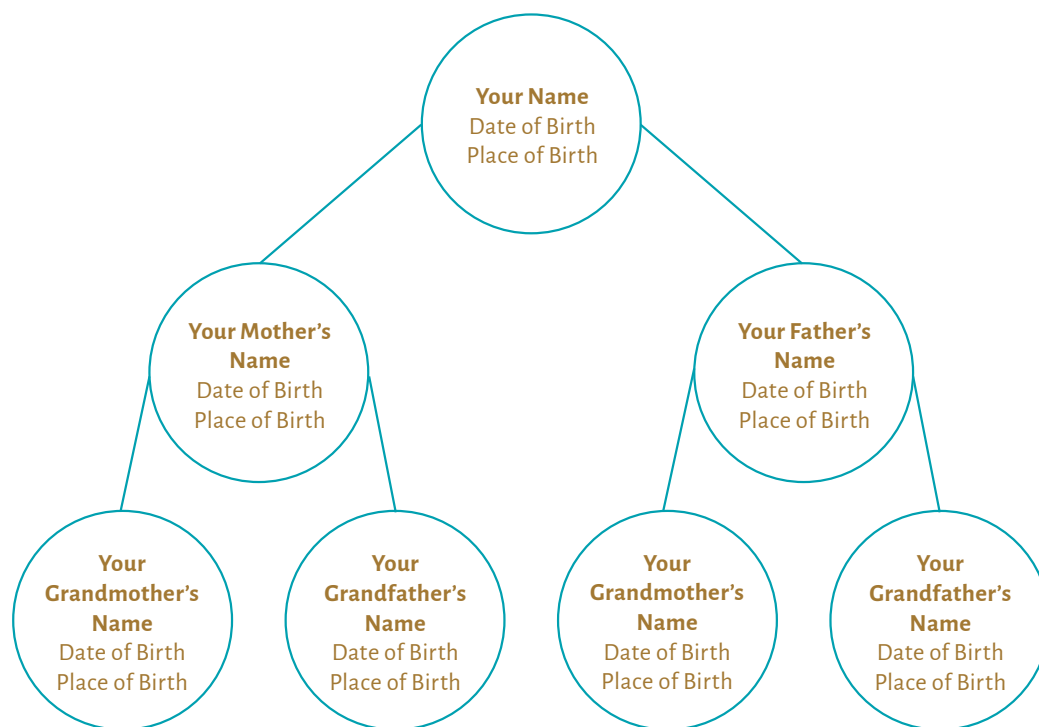 Your Name
Date of Birth
Place of Birth
Your Mother’s
Name
Date of Birth
Place of Birth
Your Father’s
Name
Date of Birth
Place of Birth
Your
Grandmother’s
Name
Date of Birth
Place of Birth
Your
Grandfather’s
Name
Date of Birth
Place of Birth
Your
Grandmother’s
Name
Date of Birth
Place of Birth
Your
Grandfather’s
Name
Date of Birth
Place of Birth